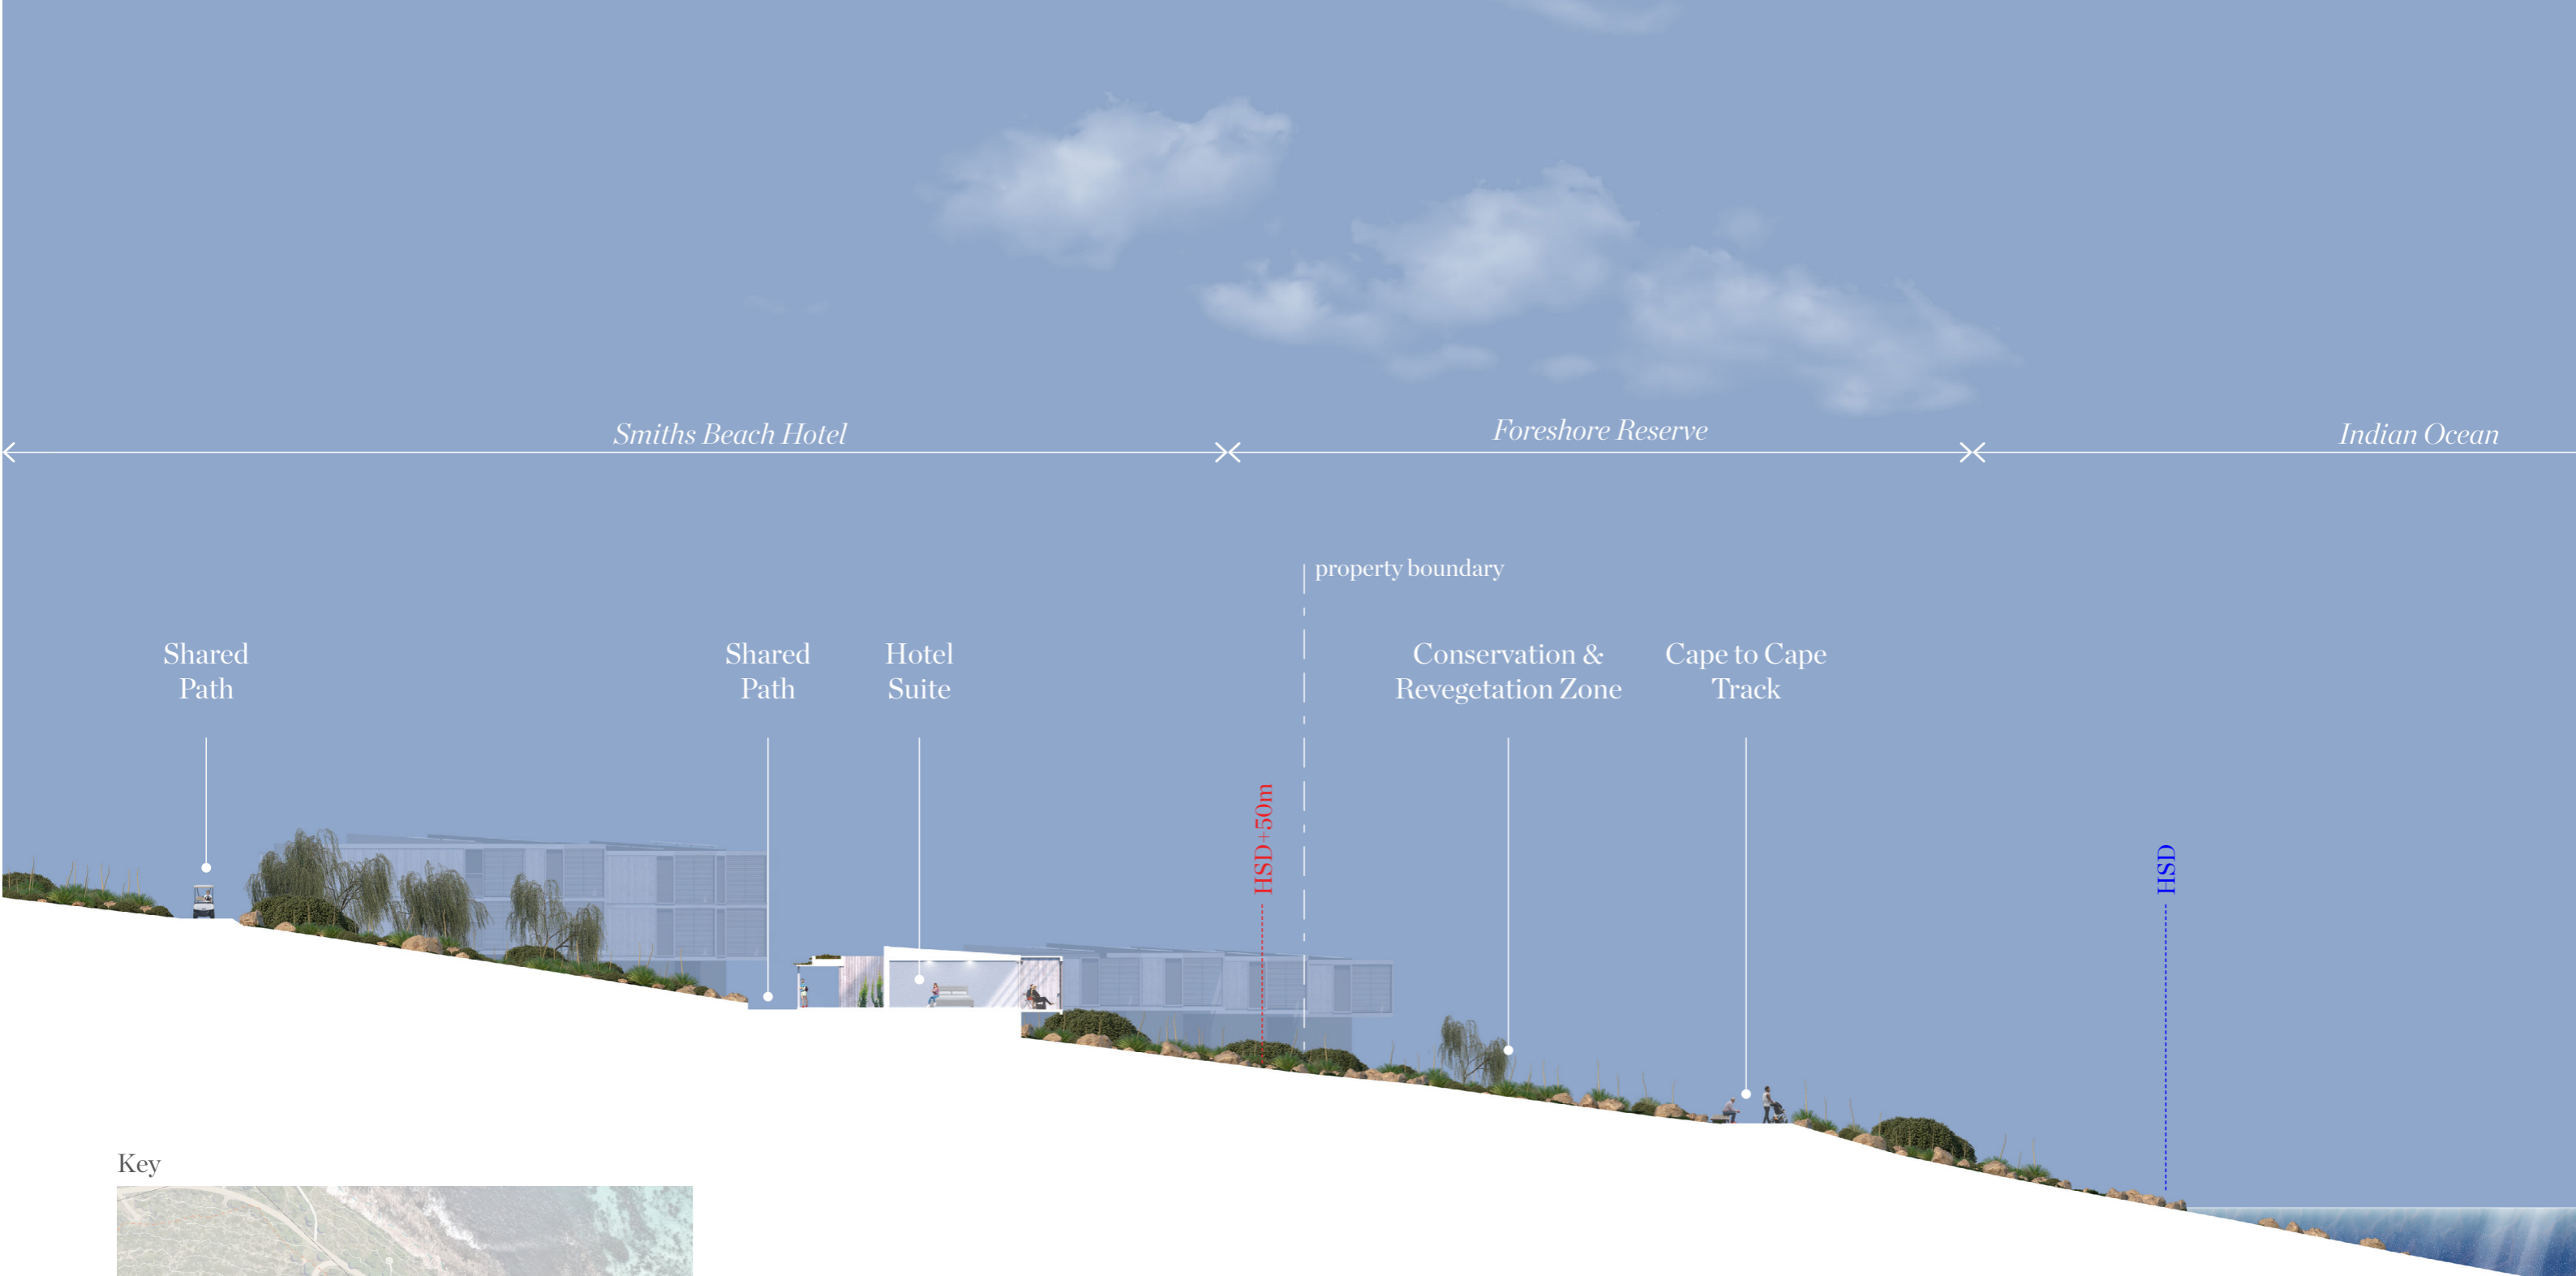 Smiths Beach Hotel
Foreshore Reserve
Indian Ocean
property boundary
Shared
Path
Shared
Path
Hotel
Suite
Conservation &
Revegetation Zone
Cape to Cape
Track
HSD+50m
HSD
Key